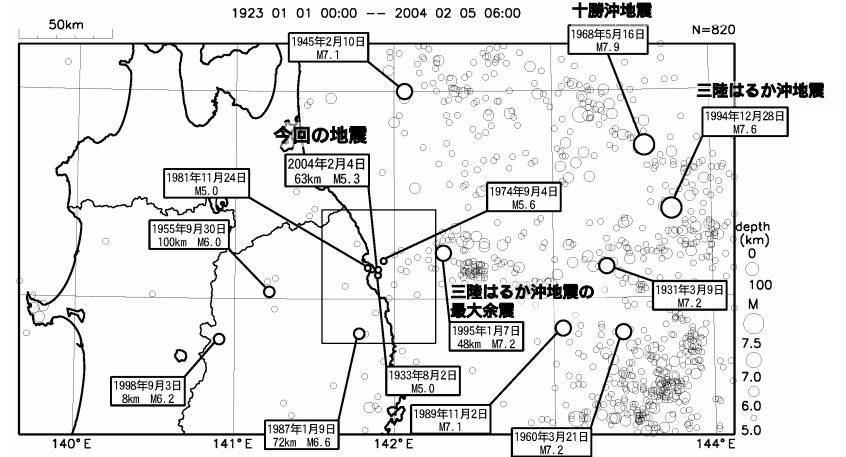 1923 01 01 00:00 -- 2004 02 05 06:00
十勝沖地震
50km
N=820
1968年5月16日
M7.9
1945年2月10日
M7.1
三陸はるか沖地震
1994年12月28日
M7.6
今回の地震
2004年2月4日
63km M5.3
1981年11月24日
M5.0
1974年9月4日
M5.6
1955年9月30日
100km M6.0
depth
(km)
0
100
M
7.5
7.0
6.0
5.0
三陸はるか沖地震の
最大余震
1995年1月7日
48km M7.2
1931年3月9日
M7.2
1933年8月2日
M5.0
1998年9月3日
8km M6.2
1989年11月2日
M7.1
1987年1月9日
72km M6.6
1960年3月21日
M7.2
140°E
141°E
142°E
144°E